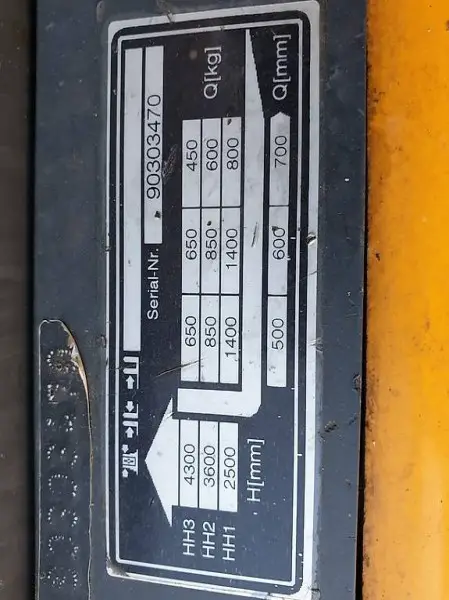 Serial-Nr. 90303470
HH3 4300 650 650 450
HH2 3600 850 850 600 Q[kg]
HH1 2500 1400 1400 800
H[mm]
500 600 700 Q[mm]